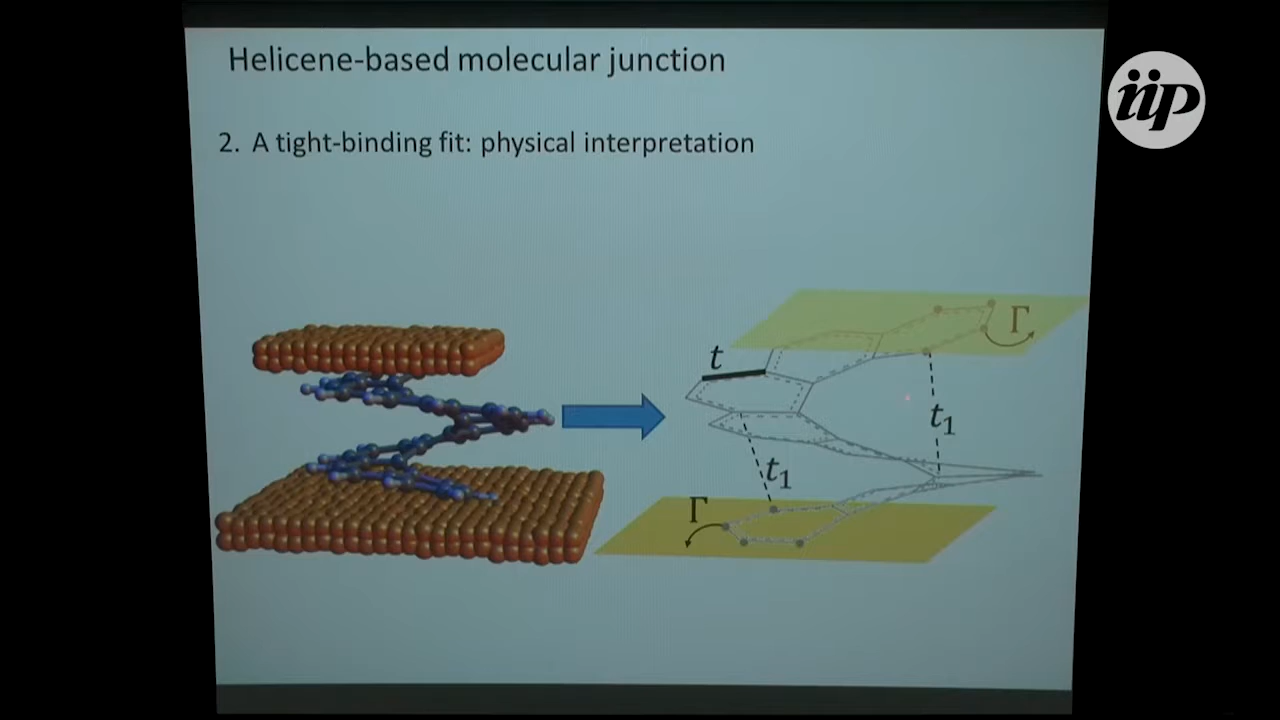 Helicene-based molecular junction
iip
2. A tight-binding fit: physical interpretation
Γ
t
t₁
t₁
Γ